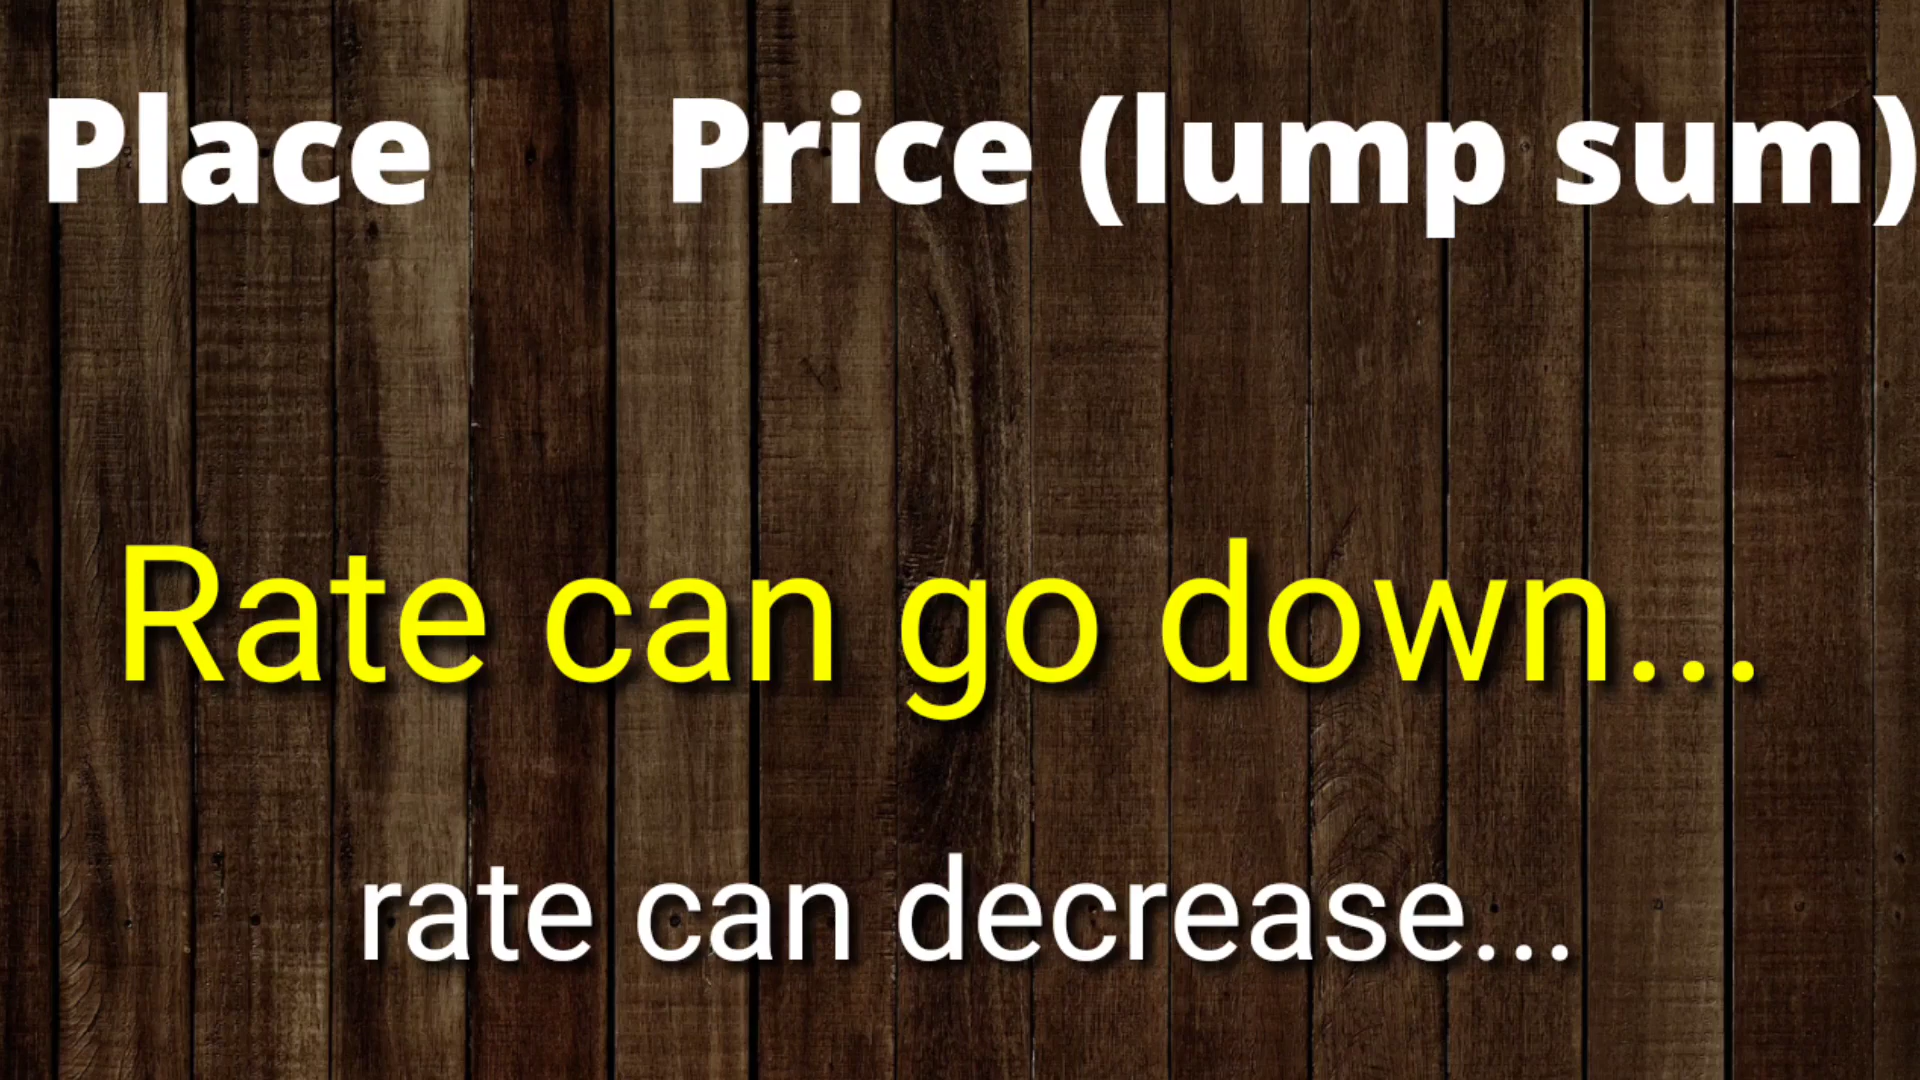 Place Price (lump sum)
Rate can go down...
rate can decrease...